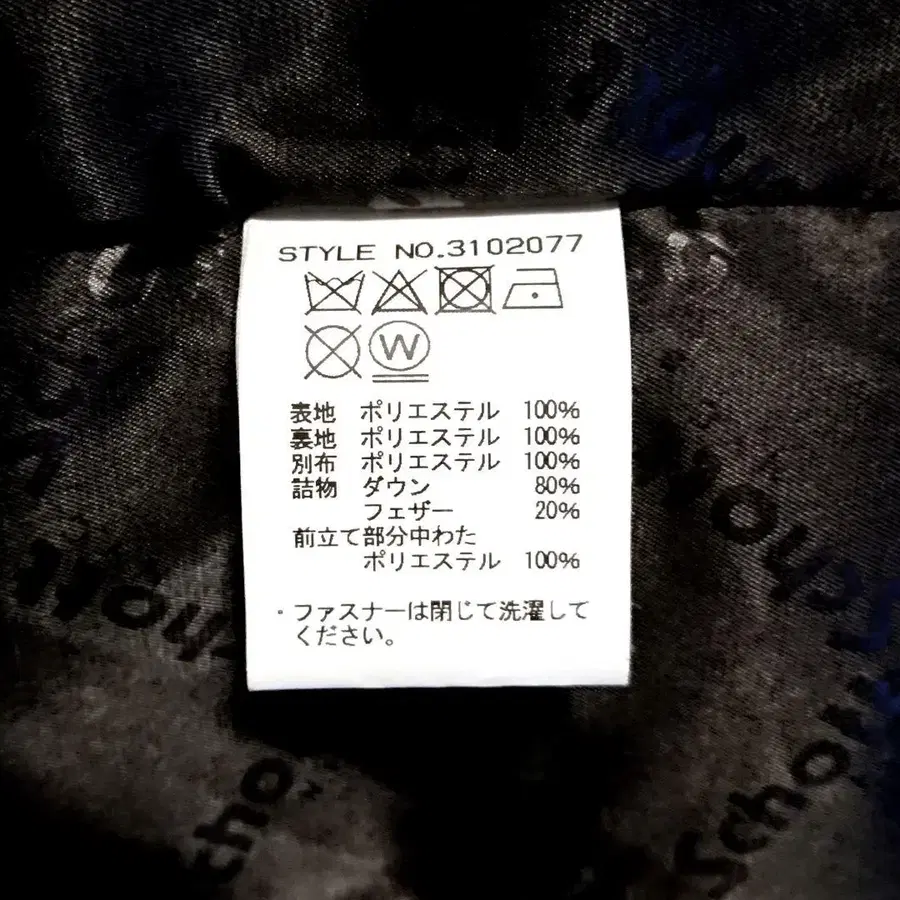 STYLE NO.3102077
W
表地 ポリエステル 100%
裏地 ポリエステル 100%
別布 ポリエステル 100%
詰物 ダウン 80%
フェザー 20%
前立て部分中わた
ポリエステル 100%
・ファスナーは閉じて洗濯して
ください。
Schott
Schott
Scho